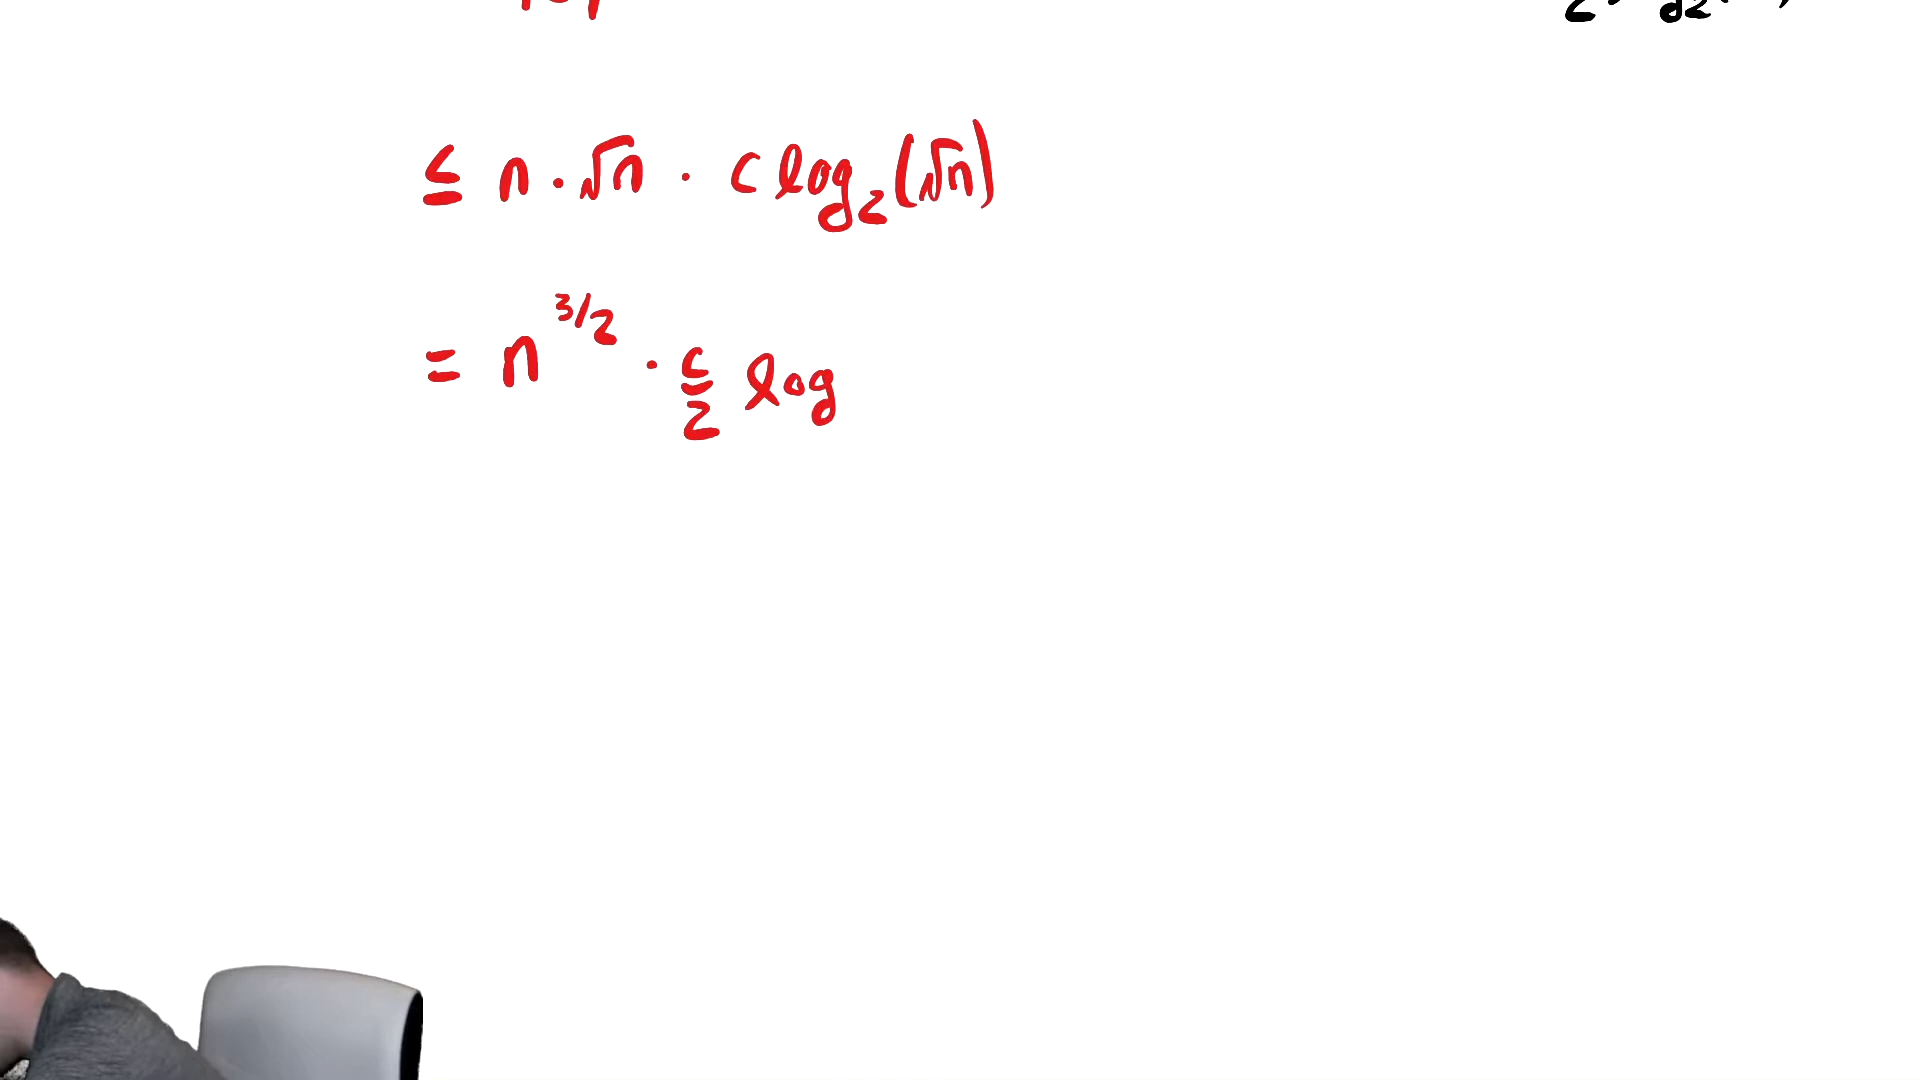 ≤ n · √n · c log₂(√n)
= n^{3/2} · c/2 log